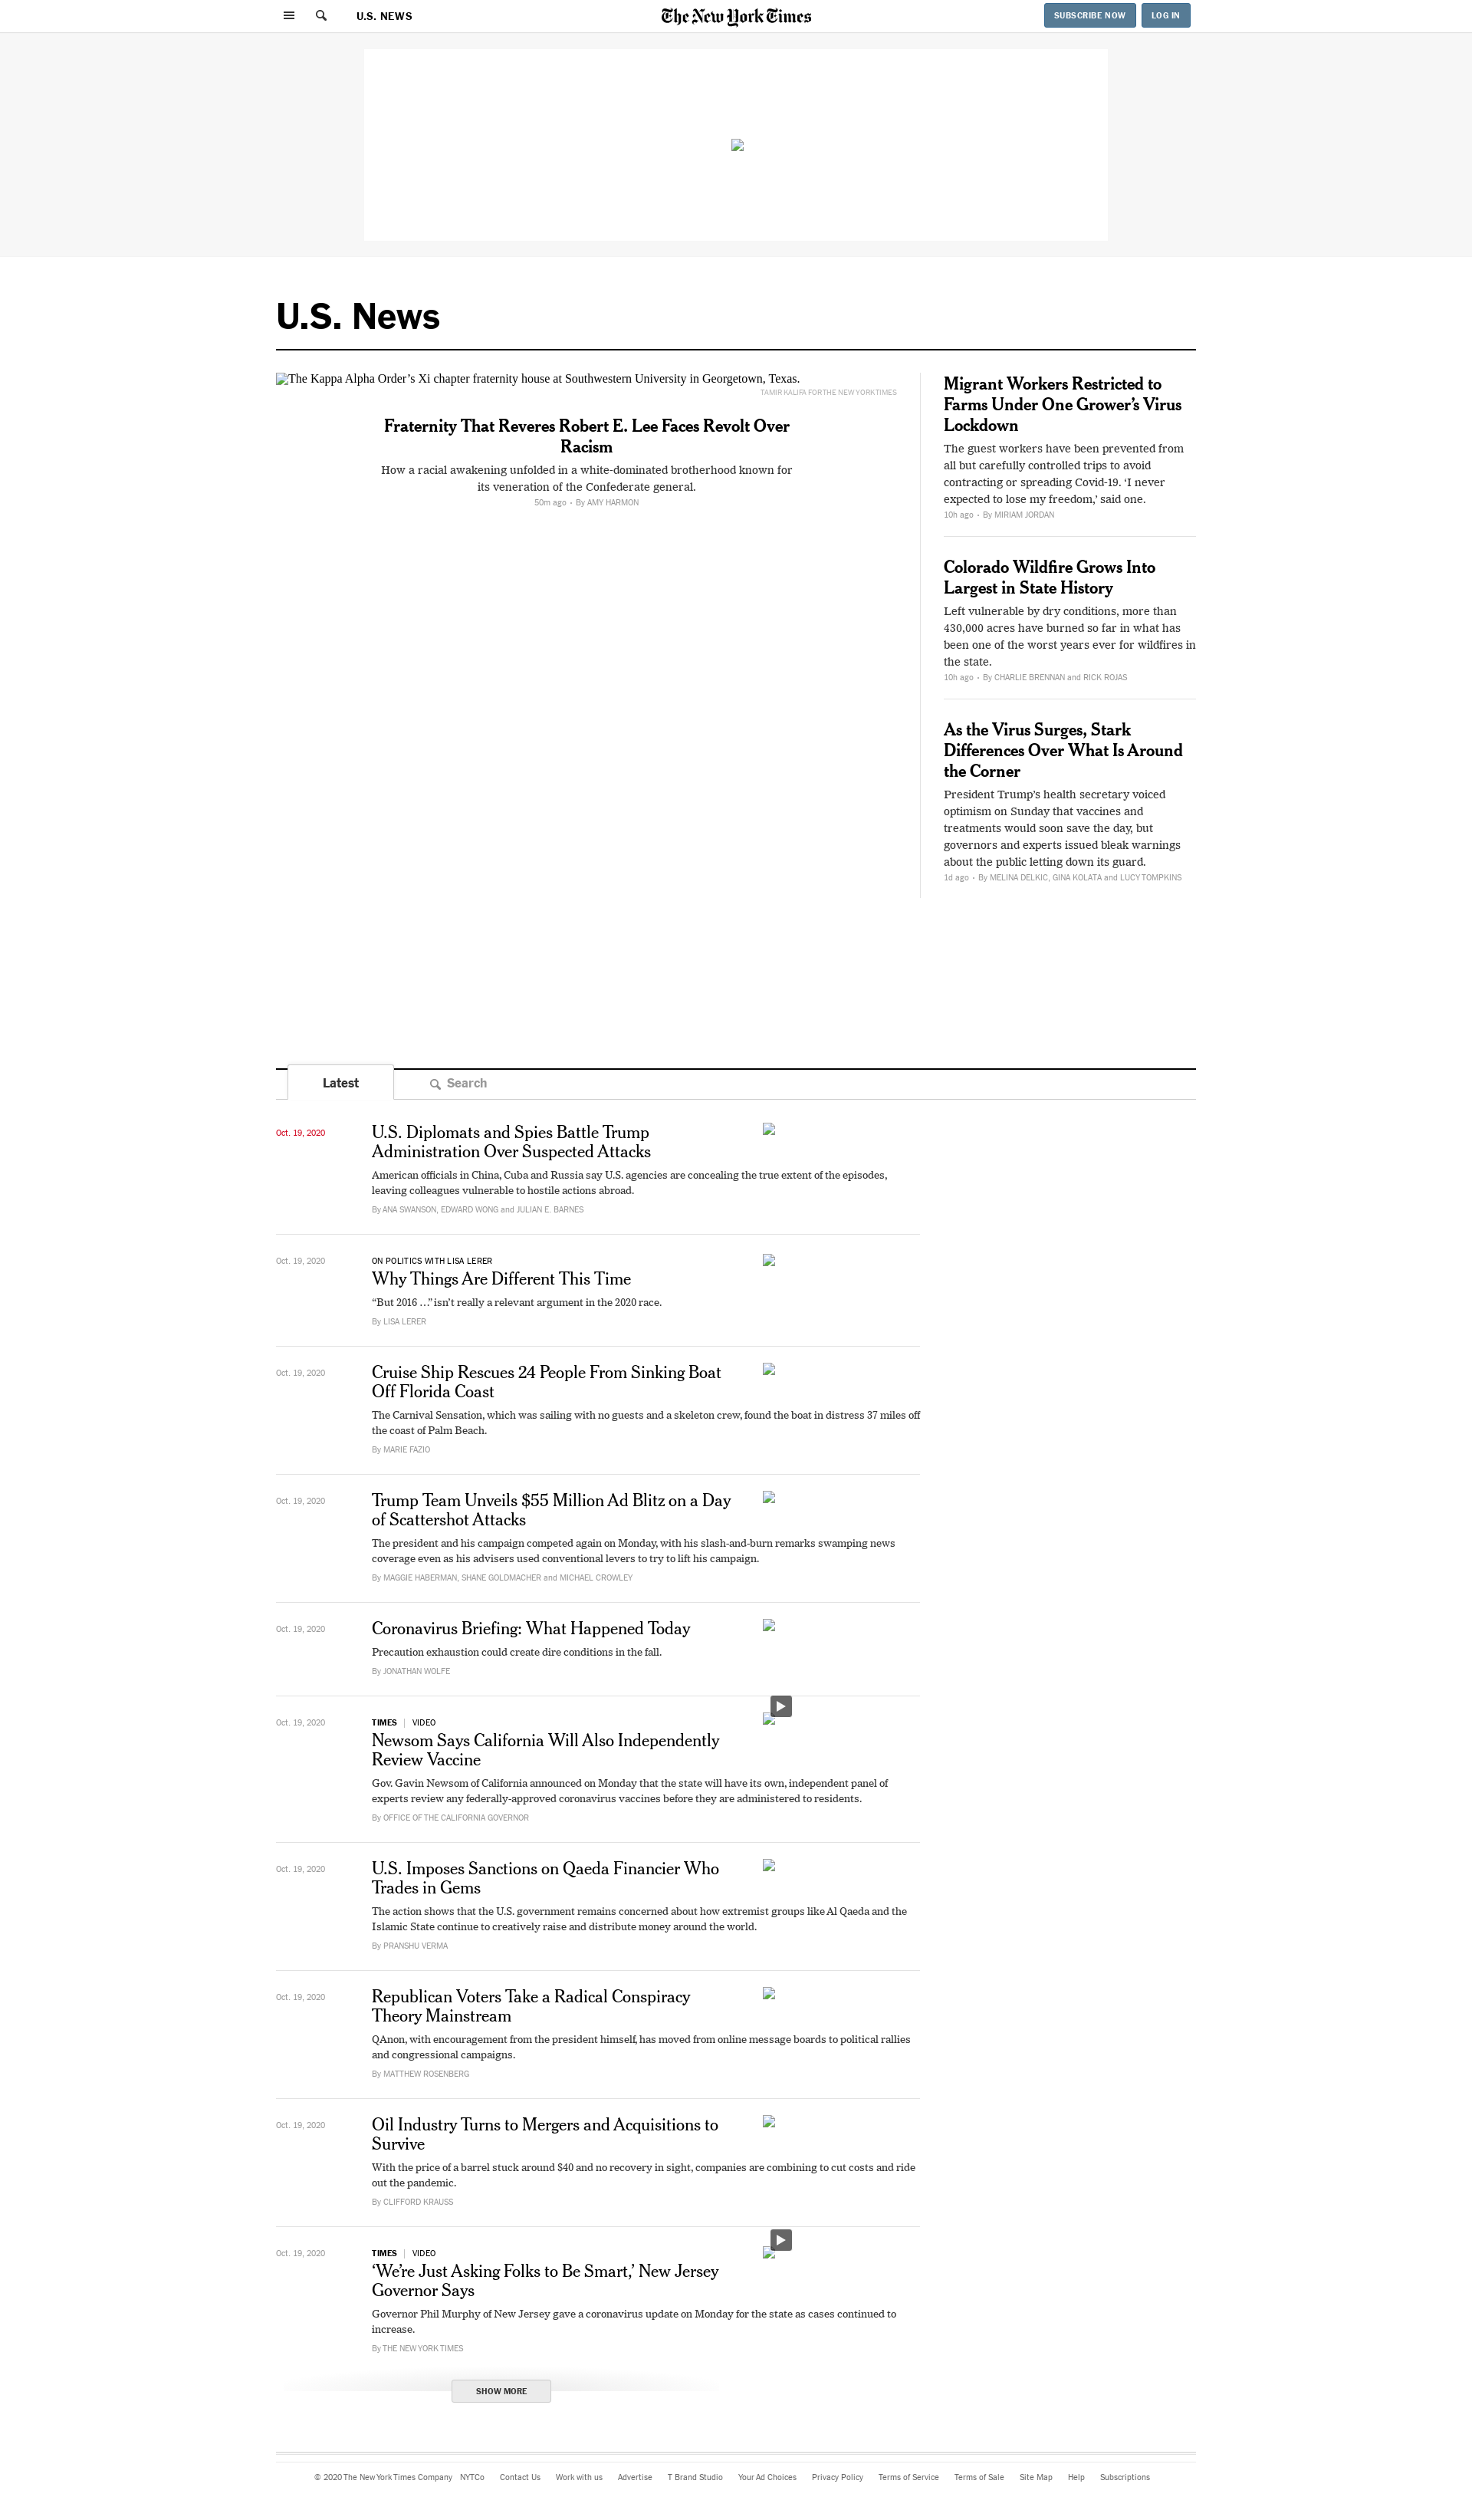 U.S. NEWS
The New York Times
SUBSCRIBE NOW
LOG IN
U.S. News
The Kappa Alpha Order’s Xi chapter fraternity house at Southwestern University in Georgetown, Texas.
TAMIR KALIFA FOR THE NEW YORK TIMES
Fraternity That Reveres Robert E. Lee Faces Revolt Over
Racism
How a racial awakening unfolded in a white-dominated brotherhood known for
its veneration of the Confederate general.
50m ago • By AMY HARMON
Migrant Workers Restricted to
Farms Under One Grower’s Virus
Lockdown
The guest workers have been prevented from
all but carefully controlled trips to avoid
contracting or spreading Covid-19. ‘I never
expected to lose my freedom,’ said one.
10h ago • By MIRIAM JORDAN
Colorado Wildfire Grows Into
Largest in State History
Left vulnerable by dry conditions, more than
430,000 acres have burned so far in what has
been one of the worst years ever for wildfires in
the state.
10h ago • By CHARLIE BRENNAN and RICK ROJAS
As the Virus Surges, Stark
Differences Over What Is Around
the Corner
President Trump’s health secretary voiced
optimism on Sunday that vaccines and
treatments would soon save the day, but
governors and experts issued bleak warnings
about the public letting down its guard.
1d ago • By MELINA DELKIC, GINA KOLATA and LUCY TOMPKINS
Latest
Search
Oct. 19, 2020
U.S. Diplomats and Spies Battle Trump
Administration Over Suspected Attacks
American officials in China, Cuba and Russia say U.S. agencies are concealing the true extent of the episodes,
leaving colleagues vulnerable to hostile actions abroad.
By ANA SWANSON, EDWARD WONG and JULIAN E. BARNES
Oct. 19, 2020
ON POLITICS WITH LISA LERER
Why Things Are Different This Time
“But 2016 …” isn’t really a relevant argument in the 2020 race.
By LISA LERER
Oct. 19, 2020
Cruise Ship Rescues 24 People From Sinking Boat
Off Florida Coast
The Carnival Sensation, which was sailing with no guests and a skeleton crew, found the boat in distress 37 miles off
the coast of Palm Beach.
By MARIE FAZIO
Oct. 19, 2020
Trump Team Unveils $55 Million Ad Blitz on a Day
of Scattershot Attacks
The president and his campaign competed again on Monday, with his slash-and-burn remarks swamping news
coverage even as his advisers used conventional levers to try to lift his campaign.
By MAGGIE HABERMAN, SHANE GOLDMACHER and MICHAEL CROWLEY
Oct. 19, 2020
Coronavirus Briefing: What Happened Today
Precaution exhaustion could create dire conditions in the fall.
By JONATHAN WOLFE
Oct. 19, 2020
TIMES | VIDEO
Newsom Says California Will Also Independently
Review Vaccine
Gov. Gavin Newsom of California announced on Monday that the state will have its own, independent panel of
experts review any federally-approved coronavirus vaccines before they are administered to residents.
By OFFICE OF THE CALIFORNIA GOVERNOR
Oct. 19, 2020
U.S. Imposes Sanctions on Qaeda Financier Who
Trades in Gems
The action shows that the U.S. government remains concerned about how extremist groups like Al Qaeda and the
Islamic State continue to creatively raise and distribute money around the world.
By PRANSHU VERMA
Oct. 19, 2020
Republican Voters Take a Radical Conspiracy
Theory Mainstream
QAnon, with encouragement from the president himself, has moved from online message boards to political rallies
and congressional campaigns.
By MATTHEW ROSENBERG
Oct. 19, 2020
Oil Industry Turns to Mergers and Acquisitions to
Survive
With the price of a barrel stuck around $40 and no recovery in sight, companies are combining to cut costs and ride
out the pandemic.
By CLIFFORD KRAUSS
Oct. 19, 2020
TIMES | VIDEO
‘We’re Just Asking Folks to Be Smart,’ New Jersey
Governor Says
Governor Phil Murphy of New Jersey gave a coronavirus update on Monday for the state as cases continued to
increase.
By THE NEW YORK TIMES
SHOW MORE
© 2020 The New York Times Company NYTCo Contact Us Work with us Advertise T Brand Studio Your Ad Choices Privacy Policy Terms of Service Terms of Sale Site Map Help Subscriptions